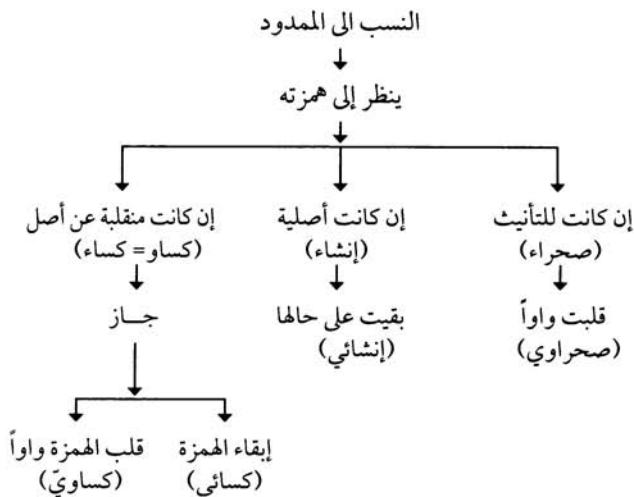 النسب الى الممدود
ينظر إلى همزته
إن كانت للتأنيث
(صحراء)
إن كانت أصلية
(إنشاء)
إن كانت منقلبة عن أصل
(كساو = كساء)
قلبت واواً
(صحراوي)
بقيت على حالها
(إنشائي)
جــاز
إبقاء الهمزة
(كسائي)
قلب الهمزة واواً
(كساويّ)